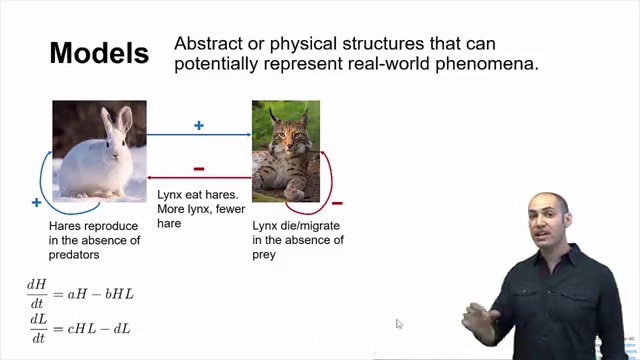 Models
Abstract or physical structures that can
potentially represent real-world phenomena.
+
−
+
−
Lynx eat hares.
More lynx, fewer
hare
Hares reproduce
in the absence of
predators
Lynx die/migrate
in the absence of
prey
dH/dt = aH − bHL
dL/dt = cHL − dL